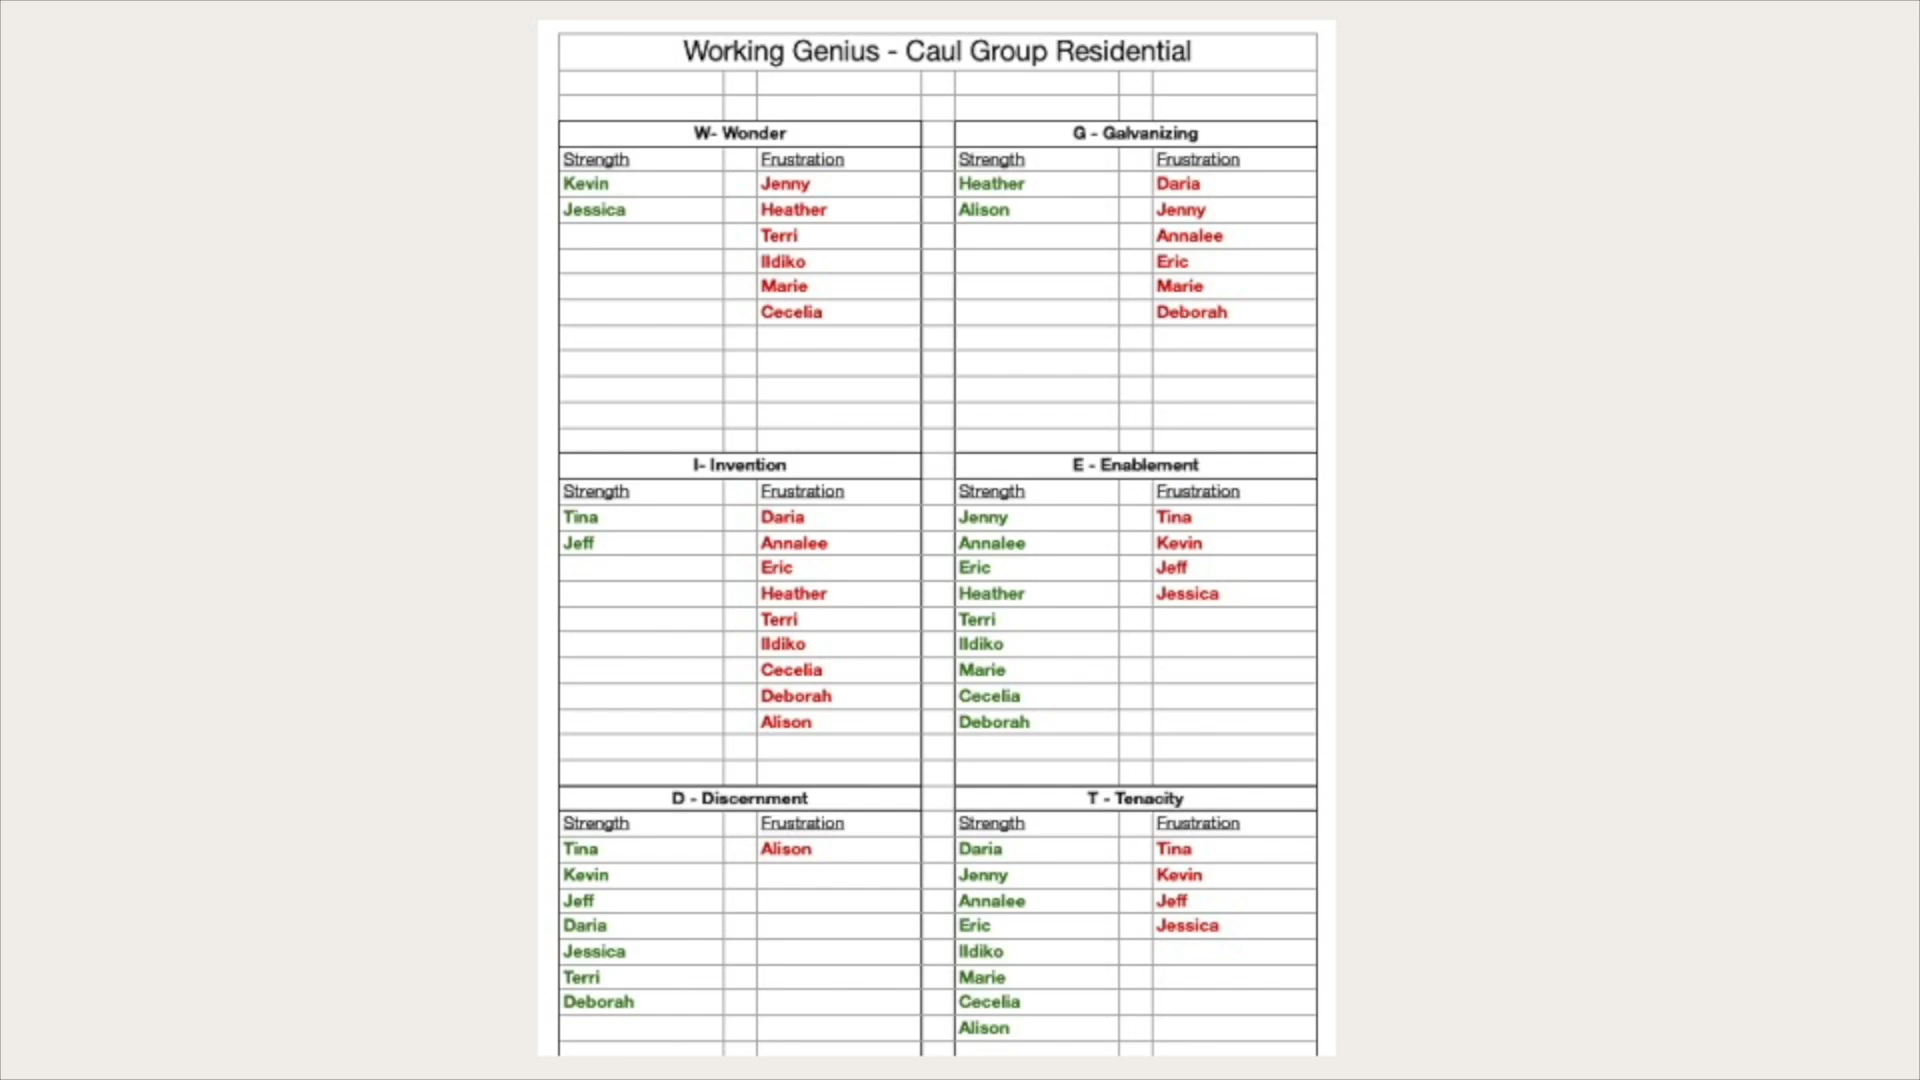 Working Genius - Caul Group Residential
W- Wonder
Strength Frustration
Kevin Jenny
Jessica Heather
Terri
Ildiko
Marie
Cecelia
G - Galvanizing
Strength Frustration
Heather Daria
Alison Jenny
Annalee
Eric
Marie
Deborah
I- Invention
Strength Frustration
Tina Daria
Jeff Annalee
Eric
Heather
Terri
Ildiko
Cecelia
Deborah
Alison
E - Enablement
Strength Frustration
Jenny Tina
Annalee Kevin
Eric Jeff
Heather Jessica
Terri
Ildiko
Marie
Cecelia
Deborah
D - Discernment
Strength Frustration
Tina Alison
Kevin
Jeff
Daria
Jessica
Terri
Deborah
T - Tenacity
Strength Frustration
Daria Tina
Jenny Kevin
Annalee Jeff
Eric Jessica
Ildiko
Marie
Cecelia
Alison